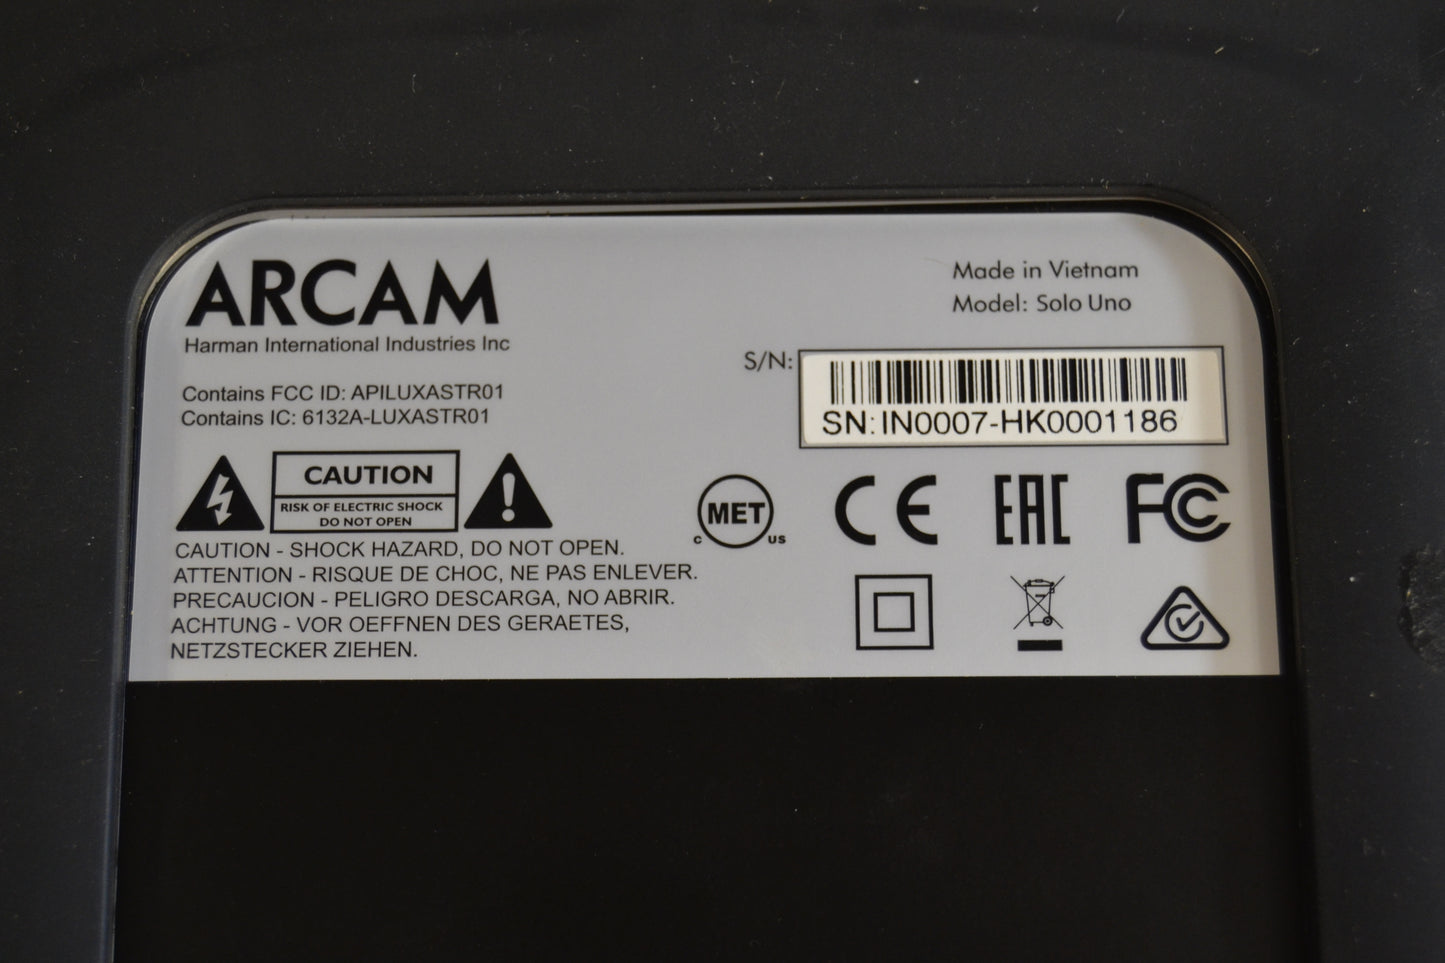 ARCAM
Harman International Industries Inc
Made in Vietnam
Model: Solo Uno
Contains FCC ID: APILUXASTR01
Contains IC: 6132A-LUXASTR01
S/N:
SN:IN0007-HK0001186
CAUTION
RISK OF ELECTRIC SHOCK
DO NOT OPEN
CAUTION - SHOCK HAZARD, DO NOT OPEN.
ATTENTION - RISQUE DE CHOC, NE PAS ENLEVER.
PRECAUCION - PELIGRO DESCARGA, NO ABRIR.
ACHTUNG - VOR OEFFNEN DES GERAETES,
NETZSTECKER ZIEHEN.
c MET us
CE
EAC
FC